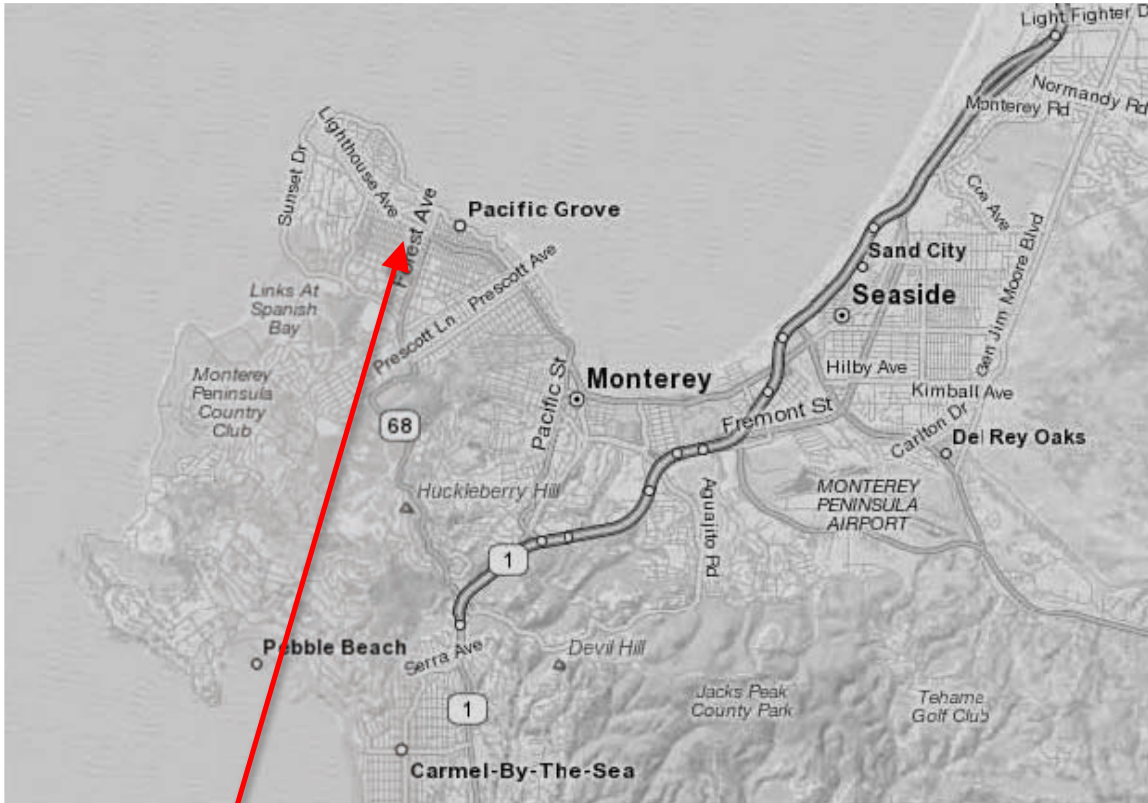 Light Fighter D
Normandy Rd
Monterey Rd
Lighthouse Ave
Sunset Dr
Forest Ave
Pacific Grove
Coe Ave
Sand City
Gen Jim Moore Blvd
Links At
Spanish
Bay
Prescott Ave
Prescott Ln
Seaside
Monterey
Peninsula
Country
Club
Pacific St
Monterey
Hilby Ave
Kimball Ave
68
Fremont St
Carlton Dr
Del Rey Oaks
Huckleberry Hill
Aguajito Rd
MONTEREY
PENINSULA
AIRPORT
1
Pebble Beach
Serra Ave
Devil Hill
1
Jacks Peak
County Park
Tehama
Golf Club
Carmel-By-The-Sea